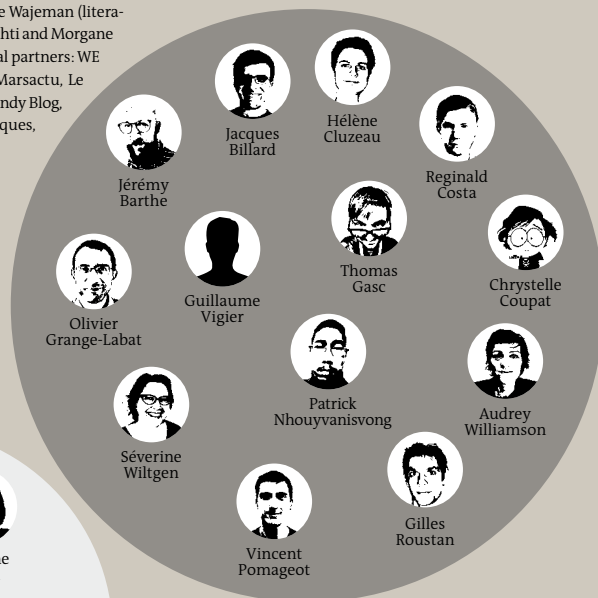 e Wajeman (litera-
hti and Morgane
al partners: WE
Marsactu, Le
ndy Blog,
ques,
Jacques
Billard
Hélène
Cluzeau
Jérémy
Barthe
Reginald
Costa
Thomas
Gasc
Chrystelle
Coupat
Guillaume
Vigier
Olivier
Grange-Labat
Patrick
Nhouyvanisvong
Audrey
Williamson
Séverine
Wiltgen
Gilles
Roustan
Vincent
Pomageot
e